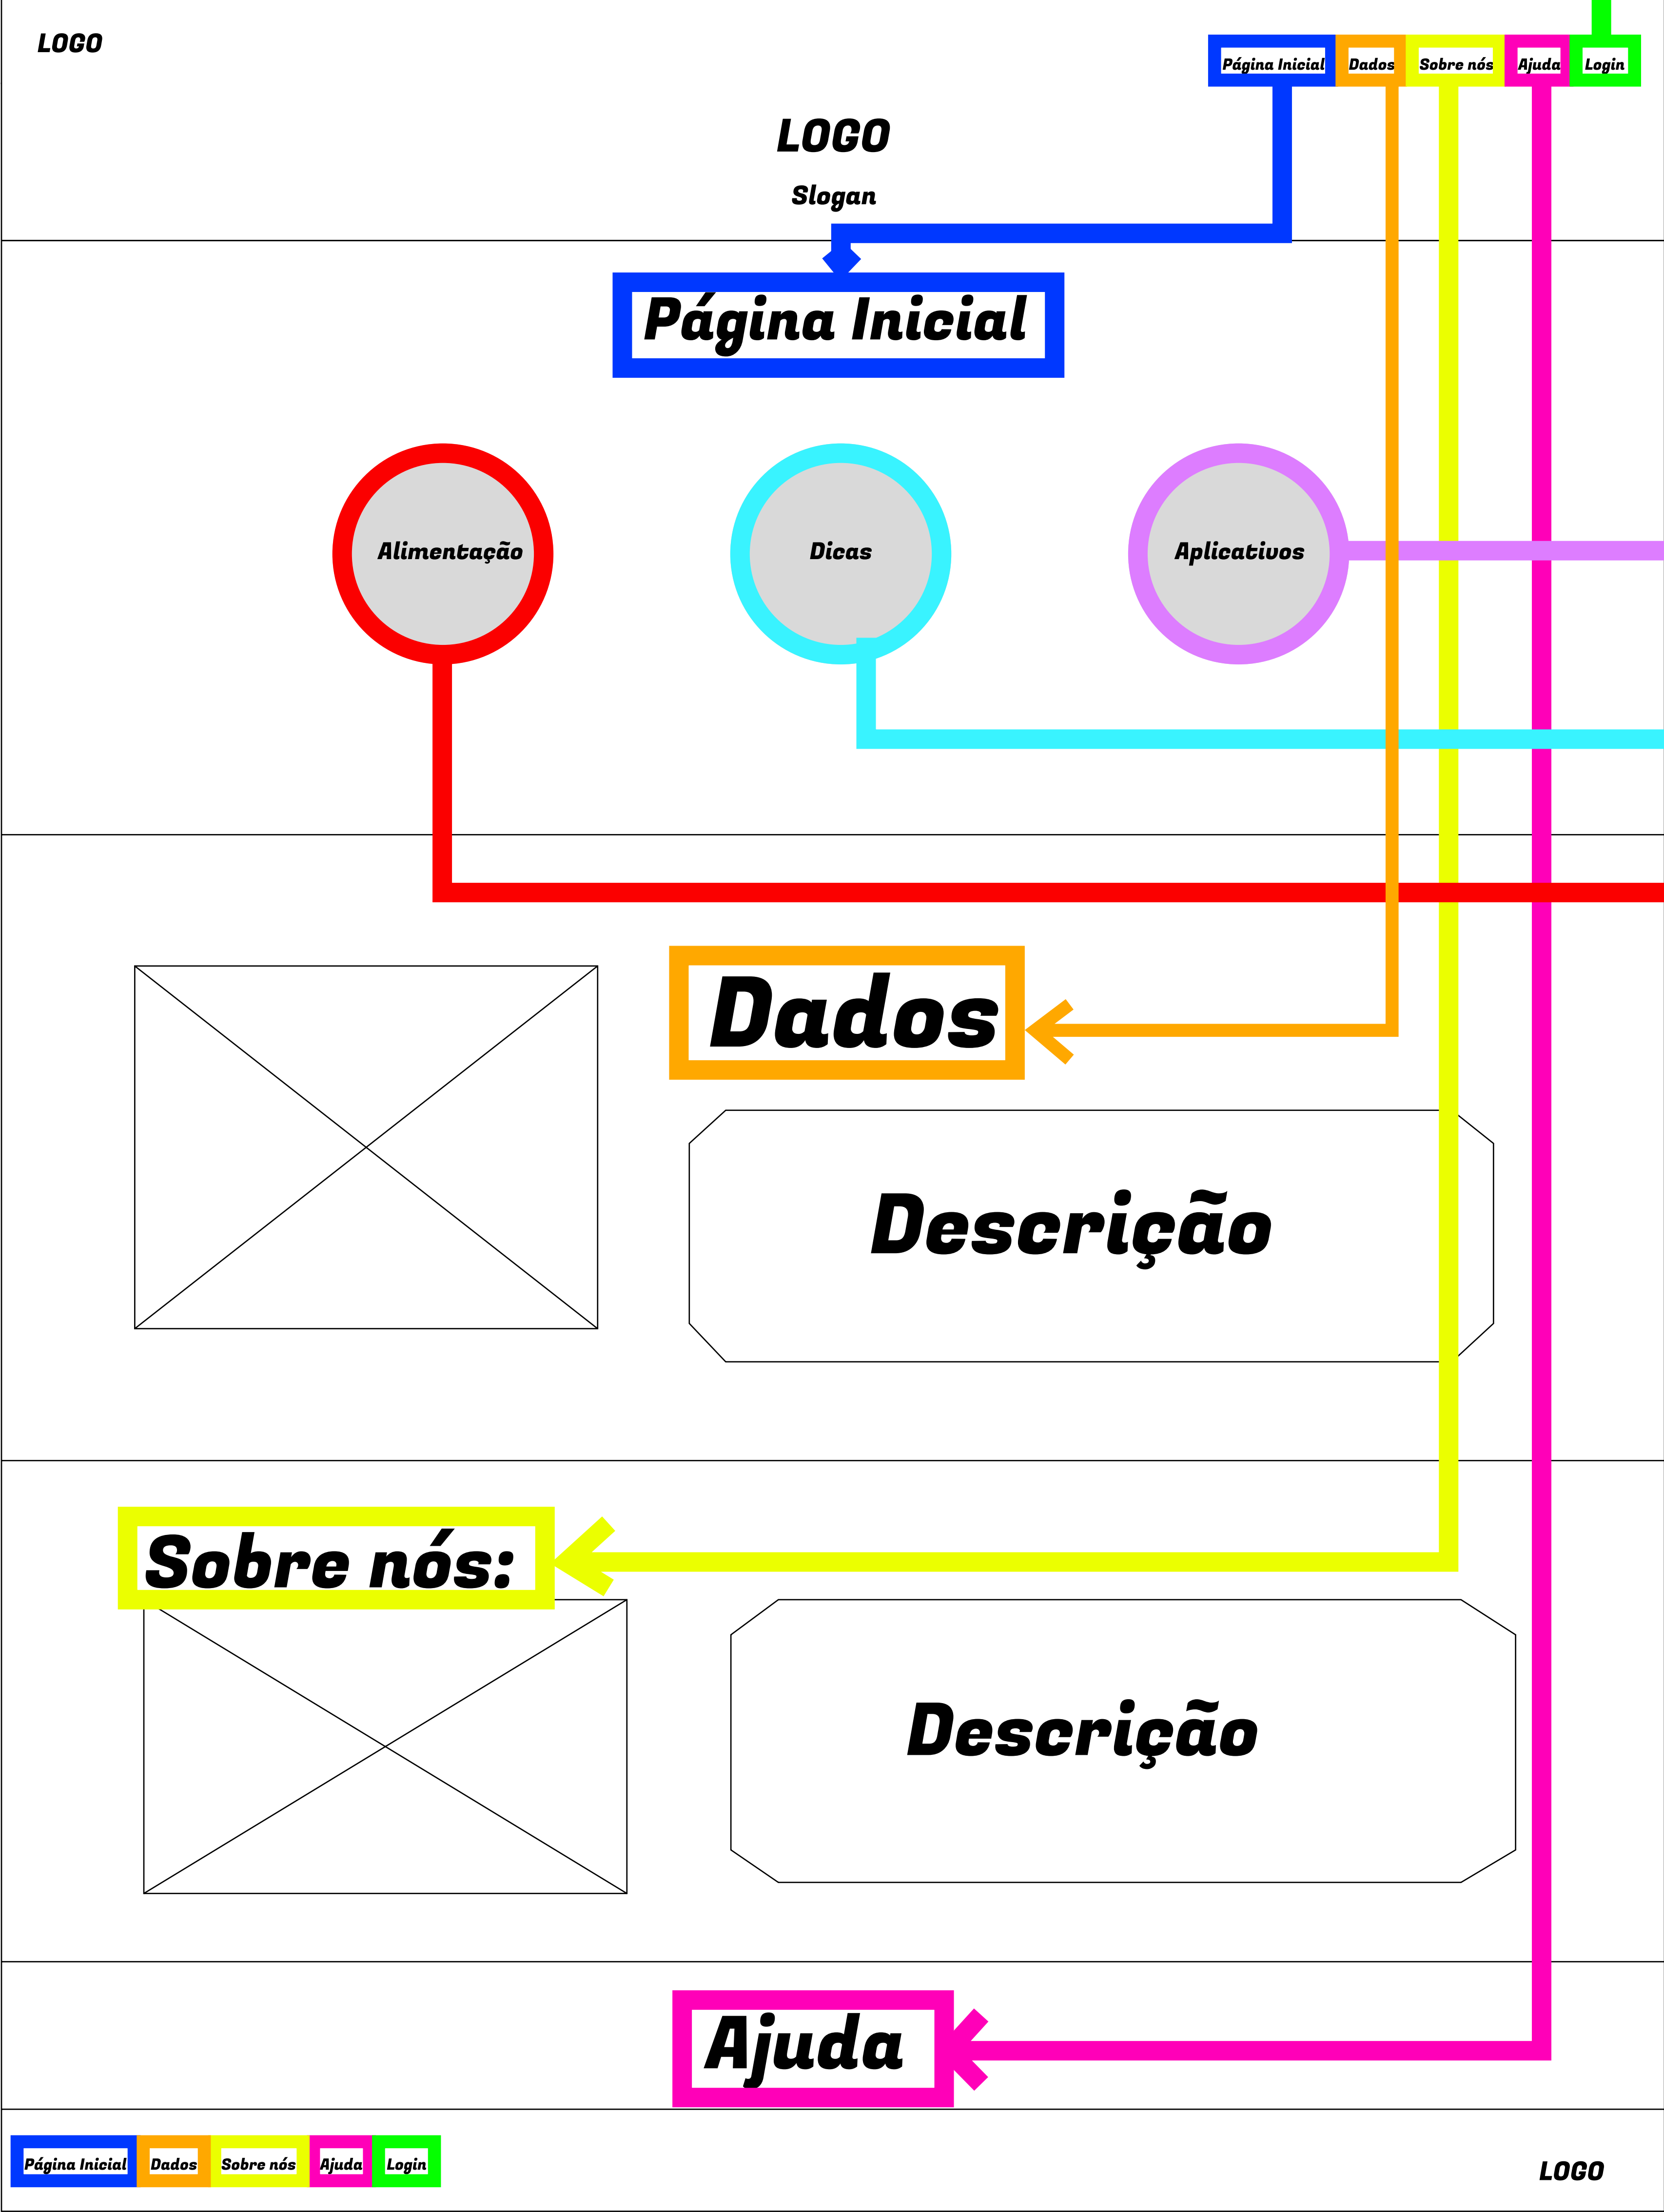 LOGO
Página Inicial Dados Sobre nós Ajuda Login
LOGO
Slogan
Página Inicial
Alimentação Dicas Aplicativos
Dados
Descrição
Sobre nós:
Descrição
Ajuda
Página Inicial Dados Sobre nós Ajuda Login
LOGO